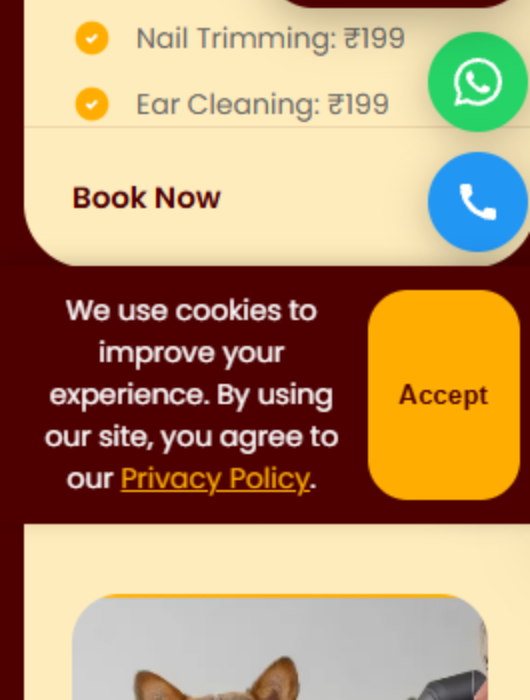 Nail Trimming: ₹199
Ear Cleaning: ₹199
Book Now
We use cookies to
improve your
experience. By using
our site, you agree to
our Privacy Policy.
Accept